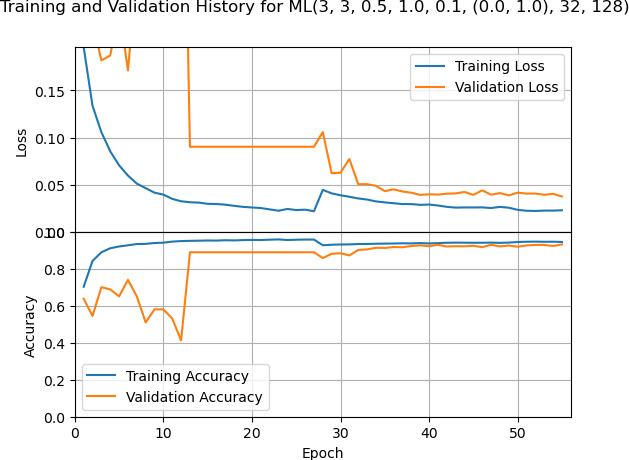 Training and Validation History for ML(3, 3, 0.5, 1.0, 0.1, (0.0, 1.0), 32, 128)
Training Loss
Validation Loss
0.15
0.10
0.05
0.00
Loss
1.0
0.8
0.6
0.4
0.2
0.0
Accuracy
Training Accuracy
Validation Accuracy
0 10 20 30 40 50
Epoch